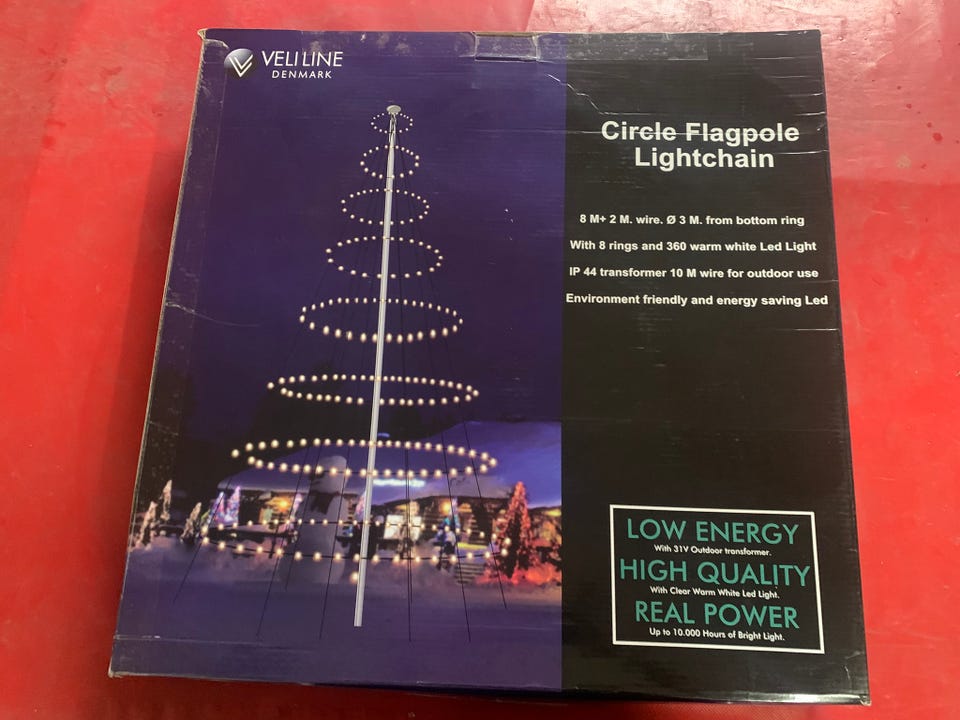 VELI LINE
DENMARK
Circle Flagpole
Lightchain
8 M+ 2 M. wire. Ø 3 M. from bottom ring
With 8 rings and 360 warm white Led Light
IP 44 transformer 10 M wire for outdoor use
Environment friendly and energy saving Led
LOW ENERGY
With 31V Outdoor transformer.
HIGH QUALITY
With Clear Warm White Led Light.
REAL POWER
Up to 10.000 Hours of Bright Light.